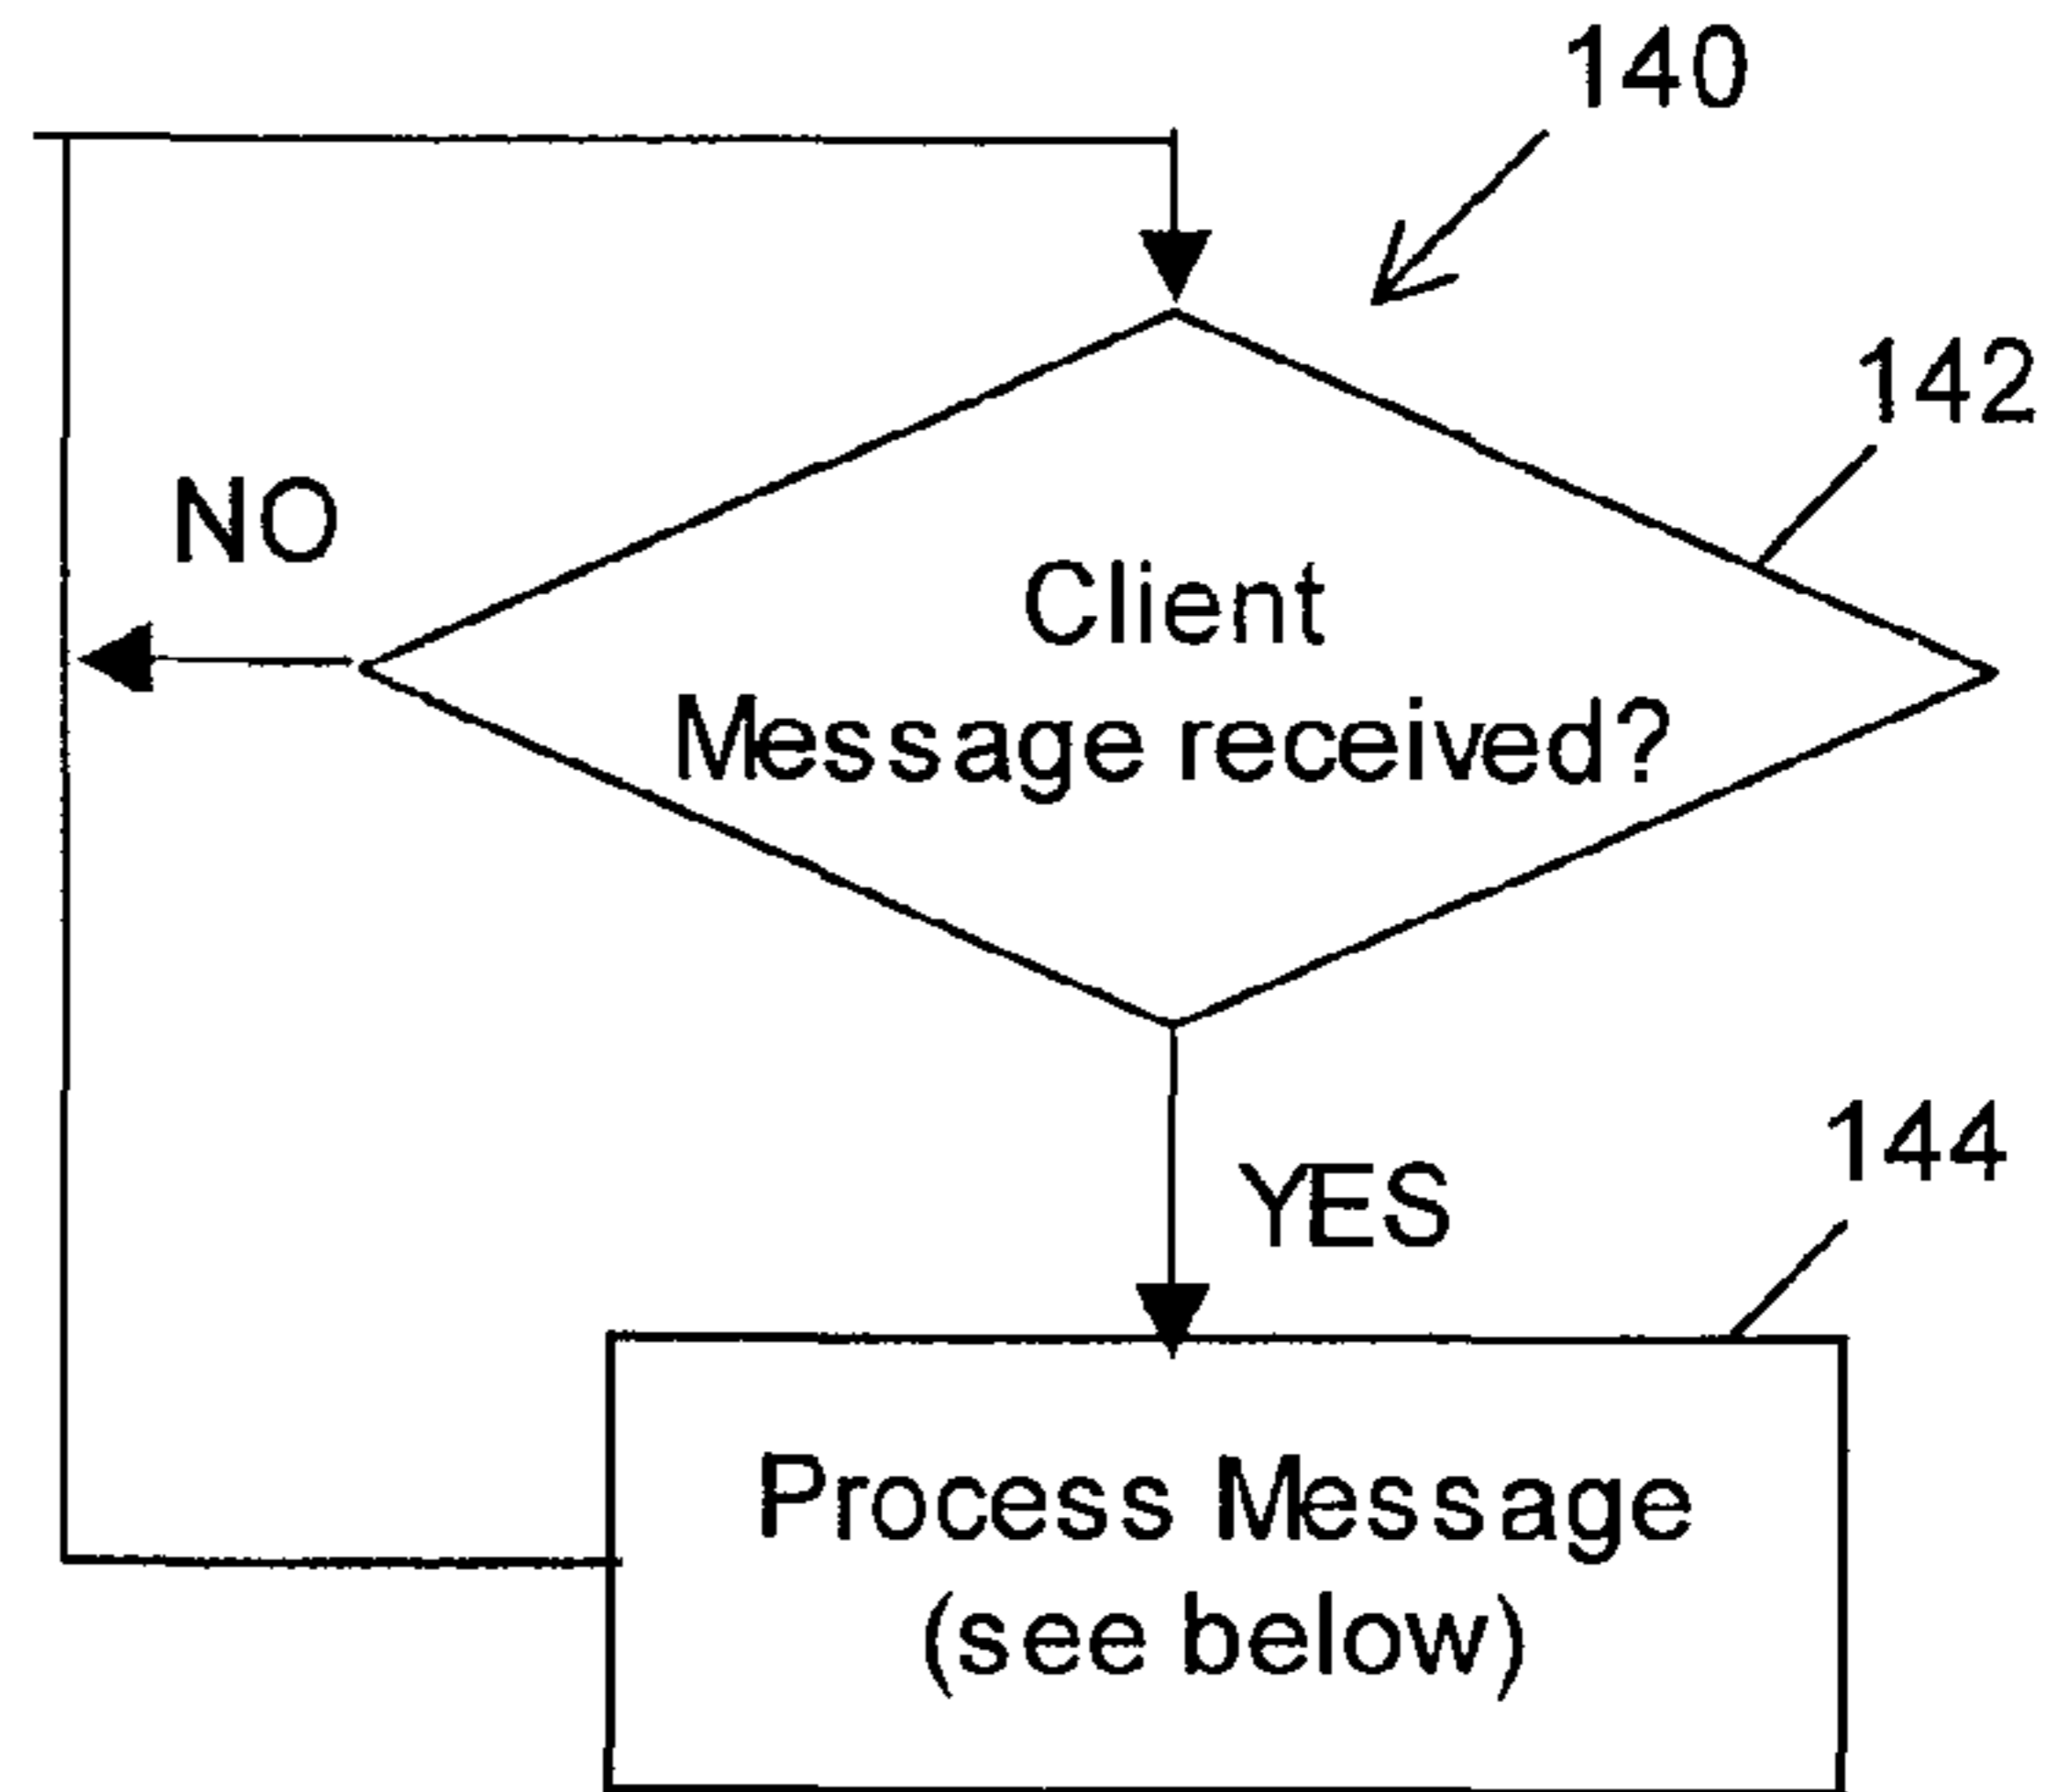 140
142
NO
Client
Message received?
YES
144
Process Message
(see below)